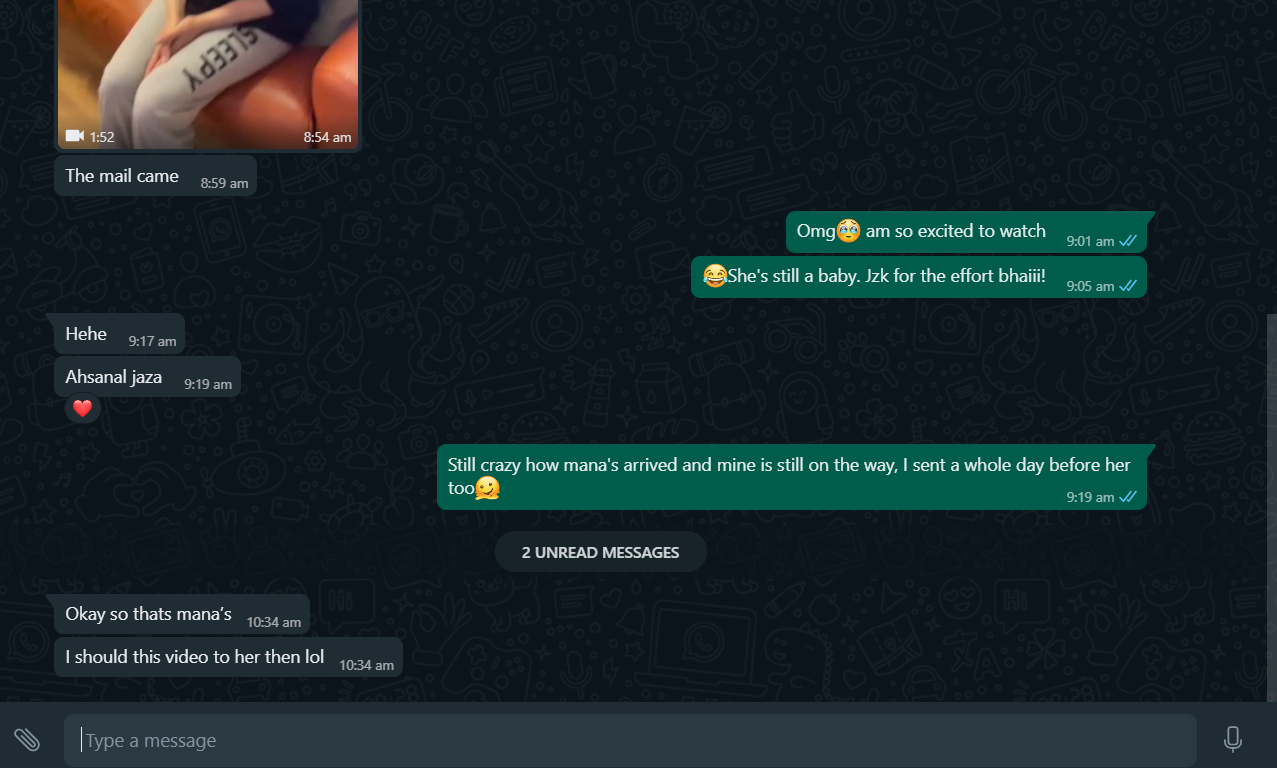 SLEEPY
1:52
8:54 am
The mail came
8:59 am
Omg🥹 am so excited to watch
9:01 am
😂She's still a baby. Jzk for the effort bhaiii!
9:05 am
Hehe
9:17 am
Ahsanal jaza
9:19 am
Still crazy how mana's arrived and mine is still on the way, I sent a whole day before her
too🫠
9:19 am
2 UNREAD MESSAGES
Okay so thats mana’s
10:34 am
I should this video to her then lol
10:34 am
Type a message